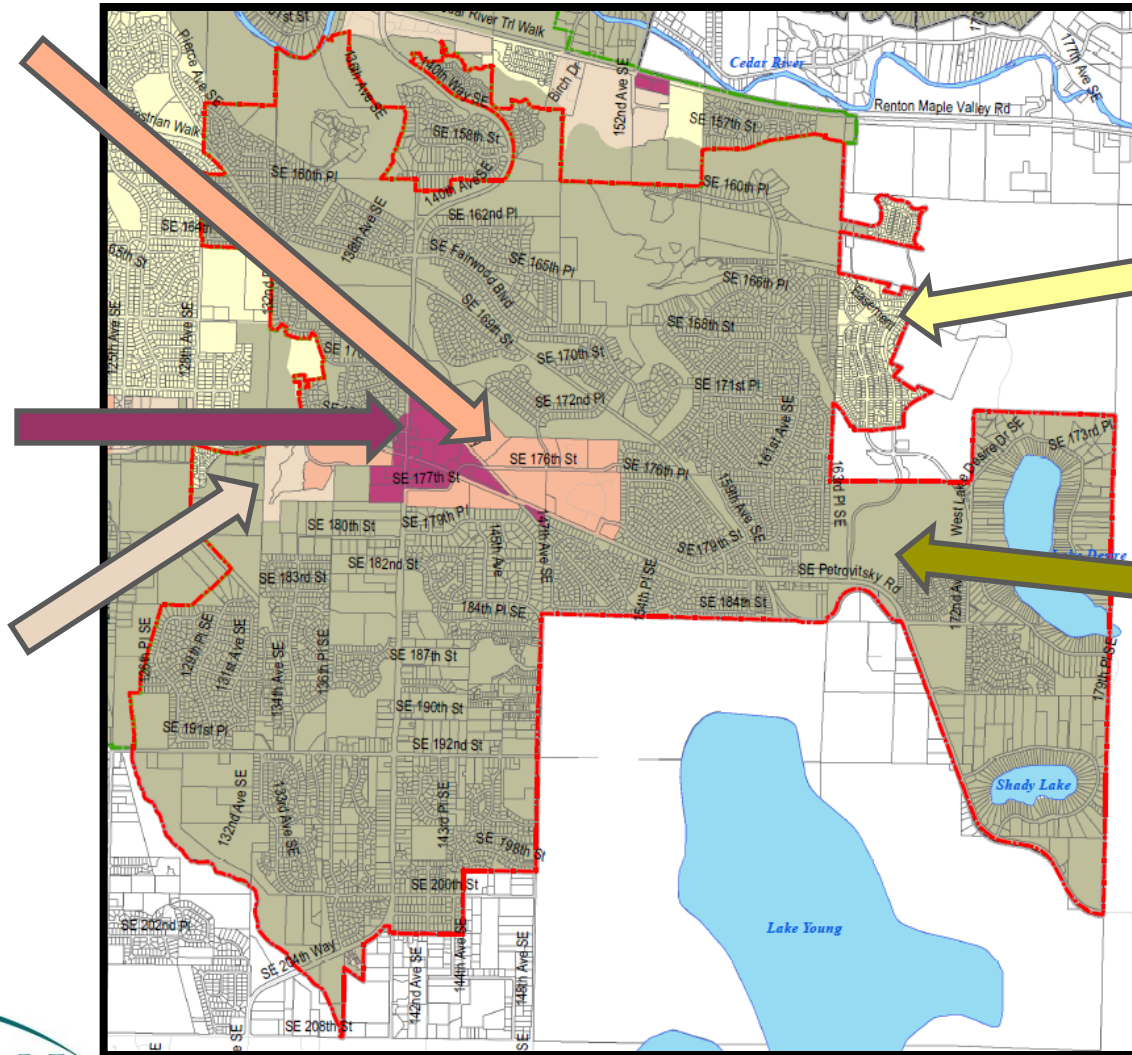 Cedar River Trl Walk
Pierce Ave SE
136th Ave SE
140th Way SE
Birch Dr
152nd Ave SE
Cedar River
177th Ave SE
Renton Maple Valley Rd
SE 157th St
SE 158th St
SE 160th Pl
SE 160th Pl
140th Ave SE
SE 162nd Pl
138th Ave SE
SE Fairwood Blvd
SE 165th Pl
SE 166th Pl
Easement
125th Ave SE
128th Ave SE
SE 169th St
SE 168th St
SE 170th St
SE 171st Pl
SE 172nd Pl
161st Ave SE
SE 173rd Pl
West Lake Desire Dr SE
SE 176th St
SE 176th Pl
SE 177th St
163rd Pl SE
159th Ave SE
SE 180th St
SE 179th Pl
145th Ave
147th Ave SE
SE 179th St
SE 182nd St
SE 183rd St
SE Petrovitsky Rd
Lake Desire
184th Pl SE
154th Pl SE
SE 184th St
172nd Ave
126th Pl SE
129th Pl SE
131st Ave SE
134th Ave SE
136th Pl SE
SE 187th St
179th Pl SE
SE 190th St
SE 191st Pl
SE 192nd St
132nd Ave SE
133rd Ave SE
143rd Pl SE
SE 198th St
Shady Lake
SE 200th St
SE 202nd Pl
SE 204th Way
142nd Ave SE
144th Ave SE
148th Ave SE
Lake Young
SE 208th St